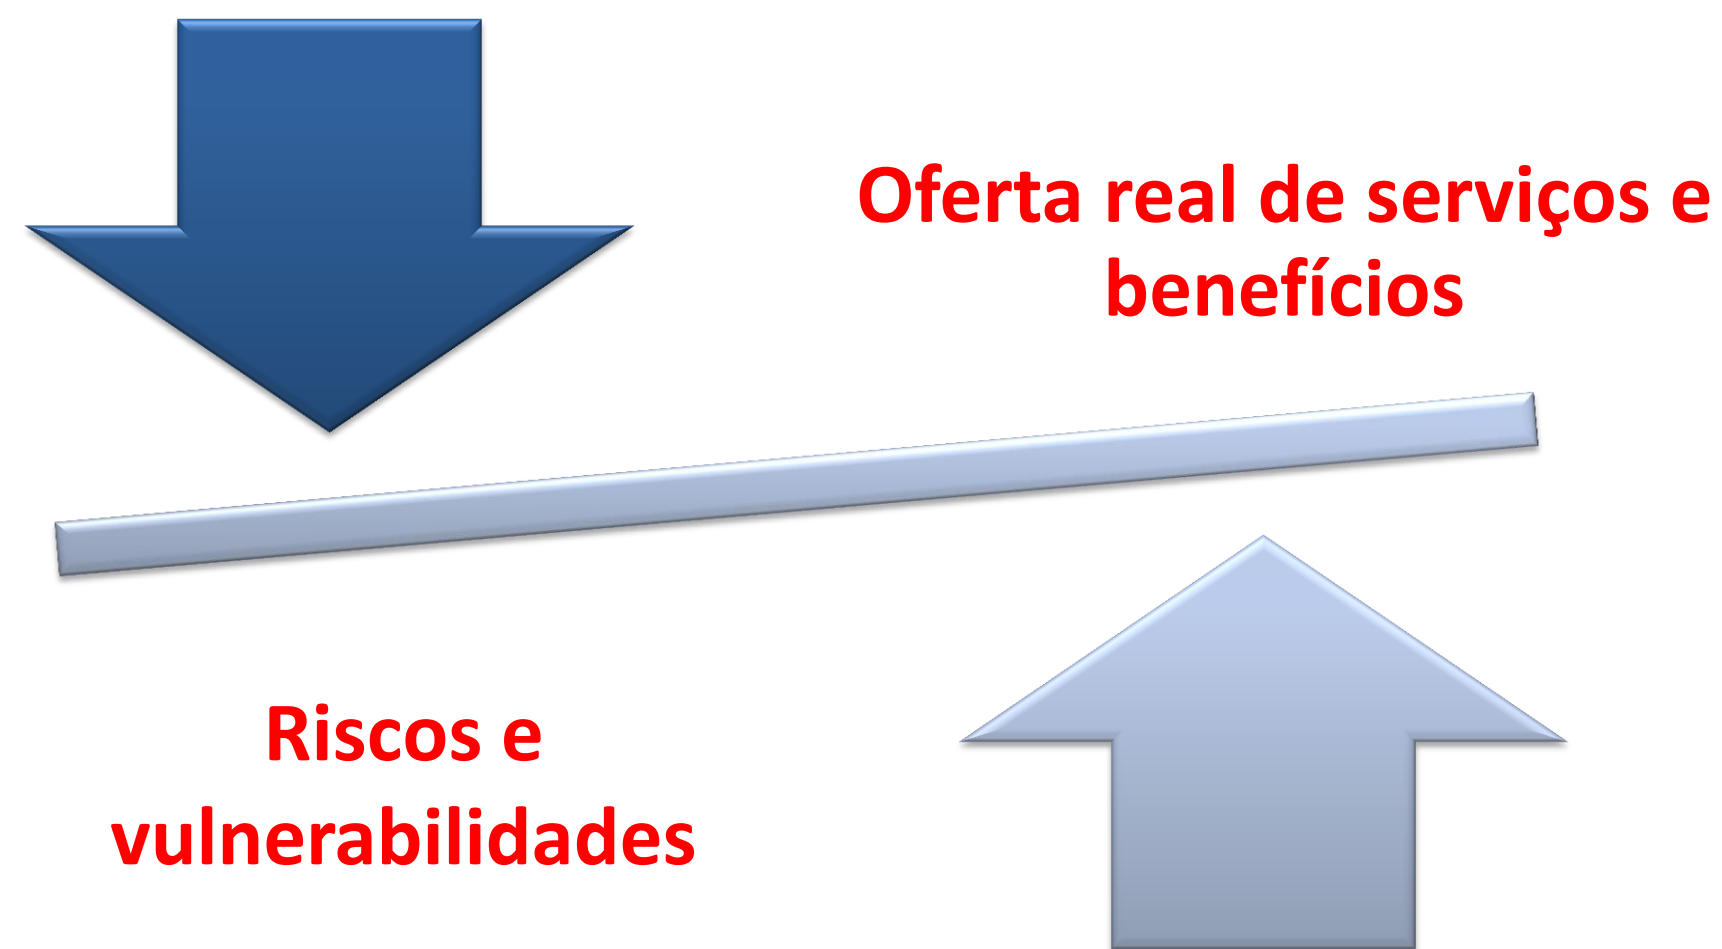 Oferta real de serviços e
benefícios
Riscos e
vulnerabilidades